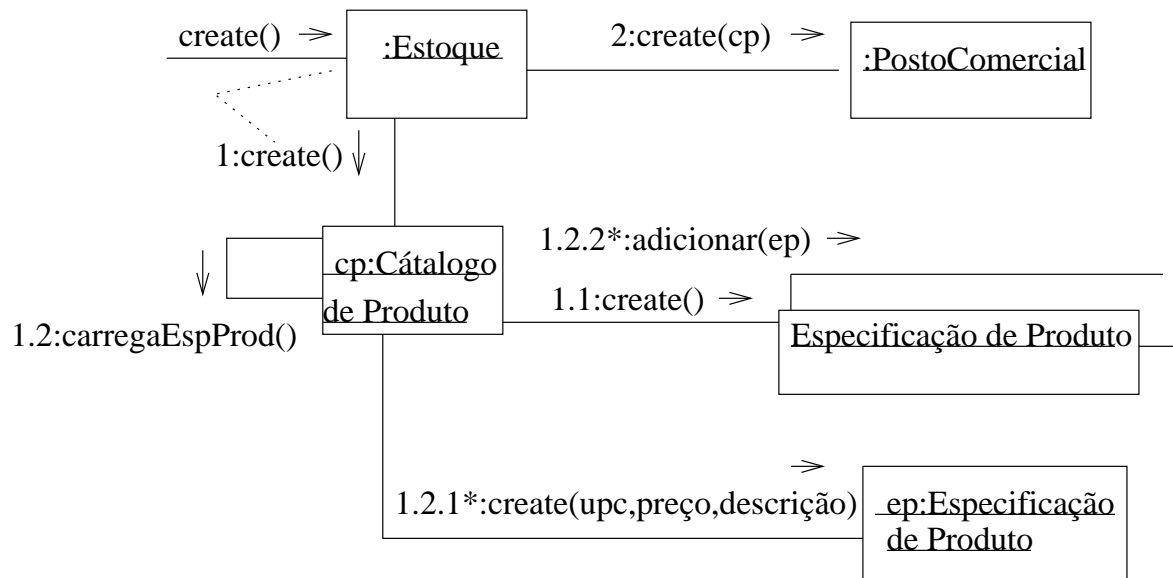 create()
:Estoque
2:create(cp)
:PostoComercial
1:create()
1.2.2*:adicionar(ep)
cp:Cátalogo
de Produto
1.1:create()
1.2:carregaEspProd()
Especificação de Produto
1.2.1*:create(upc,preço,descrição)
ep:Especificação
de Produto